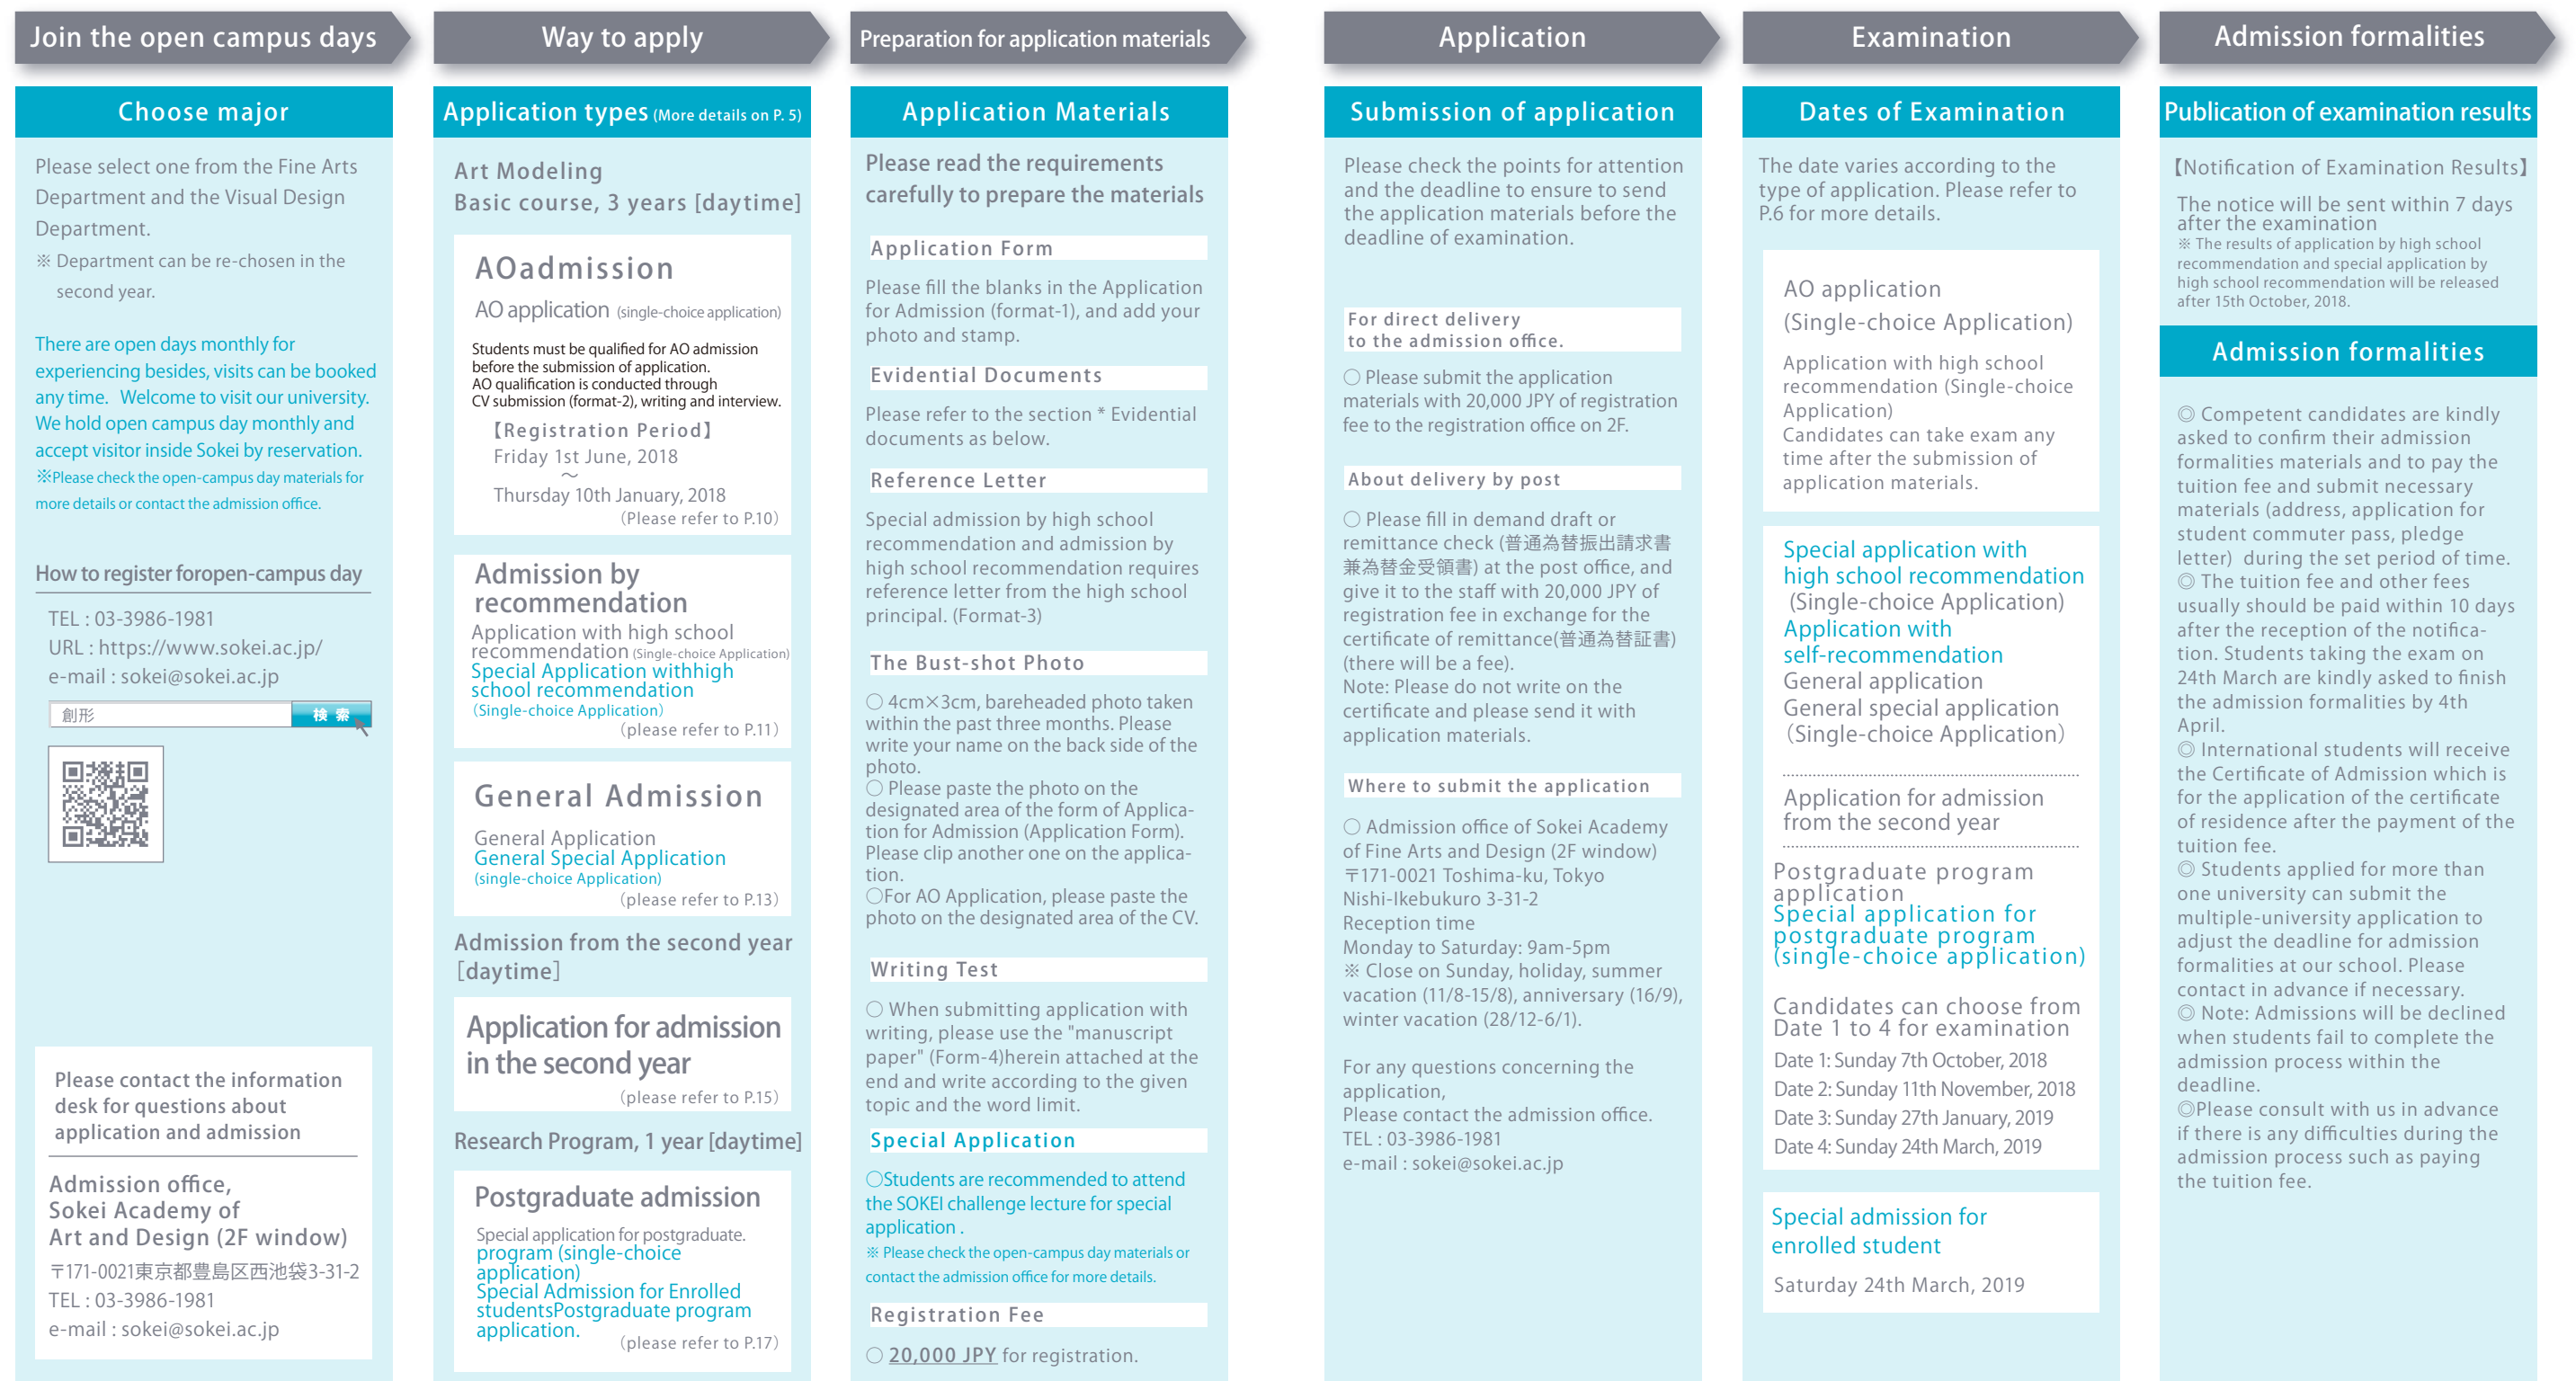 Join the open campus days
Choose major
Please select one from the Fine Arts
Department and the Visual Design
Department.
※ Department can be re-chosen in the
second year.
There are open days monthly for
experiencing besides, visits can be booked
any time. Welcome to visit our university.
We hold open campus day monthly and
accept visitor inside Sokei by reservation.
※Please check the open-campus day materials for
more details or contact the admission office.
How to register foropen-campus day
TEL : 03-3986-1981
URL : https://www.sokei.ac.jp/
e-mail : sokei@sokei.ac.jp
創形
検 索
Please contact the information
desk for questions about
application and admission
Admission office,
Sokei Academy of
Art and Design (2F window)
〒171-0021東京都豊島区西池袋3-31-2
TEL : 03-3986-1981
e-mail : sokei@sokei.ac.jp
Way to apply
Application types (More details on P. 5)
Art Modeling
Basic course, 3 years [daytime]
AOadmission
AO application (single-choice application)
Students must be qualified for AO admission
before the submission of application.
AO qualification is conducted through
CV submission (format-2), writing and interview.
【Registration Period】
Friday 1st June, 2018
～
Thursday 10th January, 2018
（Please refer to P.10）
Admission by
recommendation
Application with high school
recommendation (Single-choice Application)
Special Application withhigh
school recommendation
（Single-choice Application）
（please refer to P.11）
General Admission
General Application
General Special Application
(single-choice Application)
（please refer to P.13）
Admission from the second year
［daytime］
Application for admission
in the second year
（please refer to P.15）
Research Program, 1 year [daytime]
Postgraduate admission
Special application for postgraduate.
program (single-choice
application)
Special Admission for Enrolled
studentsPostgraduate program
application.
（please refer to P.17）
Preparation for application materials
Application Materials
Please read the requirements
carefully to prepare the materials
Application Form
Please fill the blanks in the Application
for Admission (format-1), and add your
photo and stamp.
Evidential Documents
Please refer to the section * Evidential
documents as below.
Reference Letter
Special admission by high school
recommendation and admission by
high school recommendation requires
reference letter from the high school
principal. (Format-3)
The Bust-shot Photo
○ 4cm×3cm, bareheaded photo taken
within the past three months. Please
write your name on the back side of the
photo.
○ Please paste the photo on the
designated area of the form of Applica-
tion for Admission (Application Form).
Please clip another one on the applica-
tion.
○For AO Application, please paste the
photo on the designated area of the CV.
Writing Test
○ When submitting application with
writing, please use the "manuscript
paper" (Form-4)herein attached at the
end and write according to the given
topic and the word limit.
Special Application
○Students are recommended to attend
the SOKEI challenge lecture for special
application .
※ Please check the open-campus day materials or
contact the admission office for more details.
Registration Fee
○ 20,000 JPY for registration.
Application
Submission of application
Please check the points for attention
and the deadline to ensure to send
the application materials before the
deadline of examination.
For direct delivery
to the admission office.
○ Please submit the application
materials with 20,000 JPY of registration
fee to the registration office on 2F.
About delivery by post
○ Please fill in demand draft or
remittance check (普通為替振出請求書
兼為替金受領書) at the post office, and
give it to the staff with 20,000 JPY of
registration fee in exchange for the
certificate of remittance(普通為替証書)
(there will be a fee).
Note: Please do not write on the
certificate and please send it with
application materials.
Where to submit the application
○ Admission office of Sokei Academy
of Fine Arts and Design (2F window)
〒171-0021 Toshima-ku, Tokyo
Nishi-Ikebukuro 3-31-2
Reception time
Monday to Saturday: 9am-5pm
※ Close on Sunday, holiday, summer
vacation (11/8-15/8), anniversary (16/9),
winter vacation (28/12-6/1).
For any questions concerning the
application,
Please contact the admission office.
TEL : 03-3986-1981
e-mail : sokei@sokei.ac.jp
Examination
Dates of Examination
The date varies according to the
type of application. Please refer to
P.6 for more details.
AO application
(Single-choice Application)
Application with high school
recommendation (Single-choice
Application)
Candidates can take exam any
time after the submission of
application materials.
Special application with
high school recommendation
(Single-choice Application)
Application with
self-recommendation
General application
General special application
（Single-choice Application）
Application for admission
from the second year
Postgraduate program
application
Special application for
postgraduate program
(single-choice application)
Candidates can choose from
Date 1 to 4 for examination
Date 1: Sunday 7th October, 2018
Date 2: Sunday 11th November, 2018
Date 3: Sunday 27th January, 2019
Date 4: Sunday 24th March, 2019
Special admission for
enrolled student
Saturday 24th March, 2019
Admission formalities
Publication of examination results
【Notification of Examination Results】
The notice will be sent within 7 days
after the examination
※ The results of application by high school
recommendation and special application by
high school recommendation will be released
after 15th October, 2018.
Admission formalities
◎ Competent candidates are kindly
asked to confirm their admission
formalities materials and to pay the
tuition fee and submit necessary
materials (address, application for
student commuter pass, pledge
letter) during the set period of time.
◎ The tuition fee and other fees
usually should be paid within 10 days
after the reception of the notifica-
tion. Students taking the exam on
24th March are kindly asked to finish
the admission formalities by 4th
April.
◎ International students will receive
the Certificate of Admission which is
for the application of the certificate
of residence after the payment of the
tuition fee.
◎ Students applied for more than
one university can submit the
multiple-university application to
adjust the deadline for admission
formalities at our school. Please
contact in advance if necessary.
◎ Note: Admissions will be declined
when students fail to complete the
admission process within the
deadline.
◎Please consult with us in advance
if there is any difficulties during the
admission process such as paying
the tuition fee.